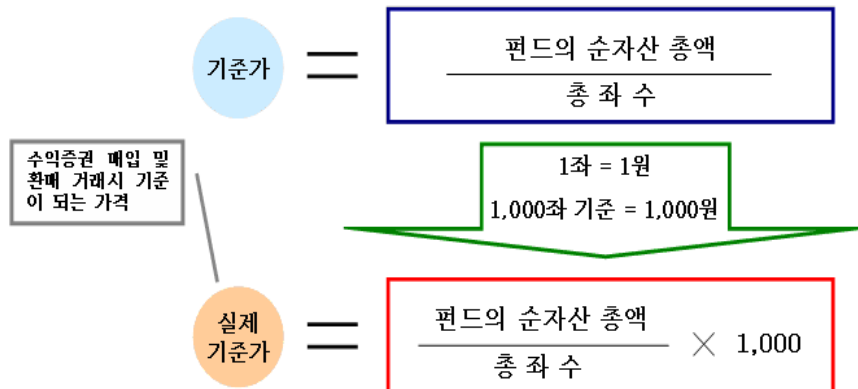 기준가
=
펀드의 순자산 총액
총 좌 수
수익증권 매입 및
환매 거래시 기준
이 되는 가격
1좌 = 1원
1,000좌 기준 = 1,000원
실제
기준가
=
펀드의 순자산 총액
총 좌 수
× 1,000